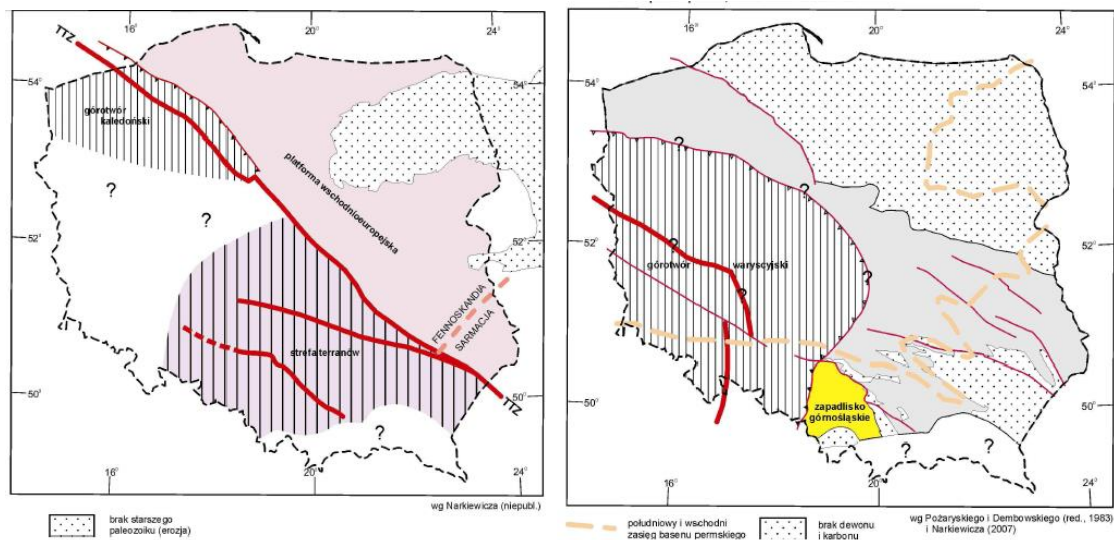 16°
20°
24°
TTZ
54°
54°
górotwór
kaledoński
platforma wschodnioeuropejska
?
?
52°
52°
FENNOSKANDIA
SARMACJA
strefa terranów
50°
50°
TTZ
?
?
16°
20°
24°
wg Narkiewicza (niepubl.)
brak starszego
paleozoiku (erozja)
16°
20°
24°
54°
54°
?
?
52°
52°
?
górotwór
waryscyjski
?
?
50°
50°
zapadlisko
górnośląskie
?
?
16°
20°
24°
południowy i wschodni
zasięg basenu permskiego
brak dewonu
i karbonu
wg Pożaryskiego i Dembowskiego (red., 1983)
i Narkiewicza (2007)